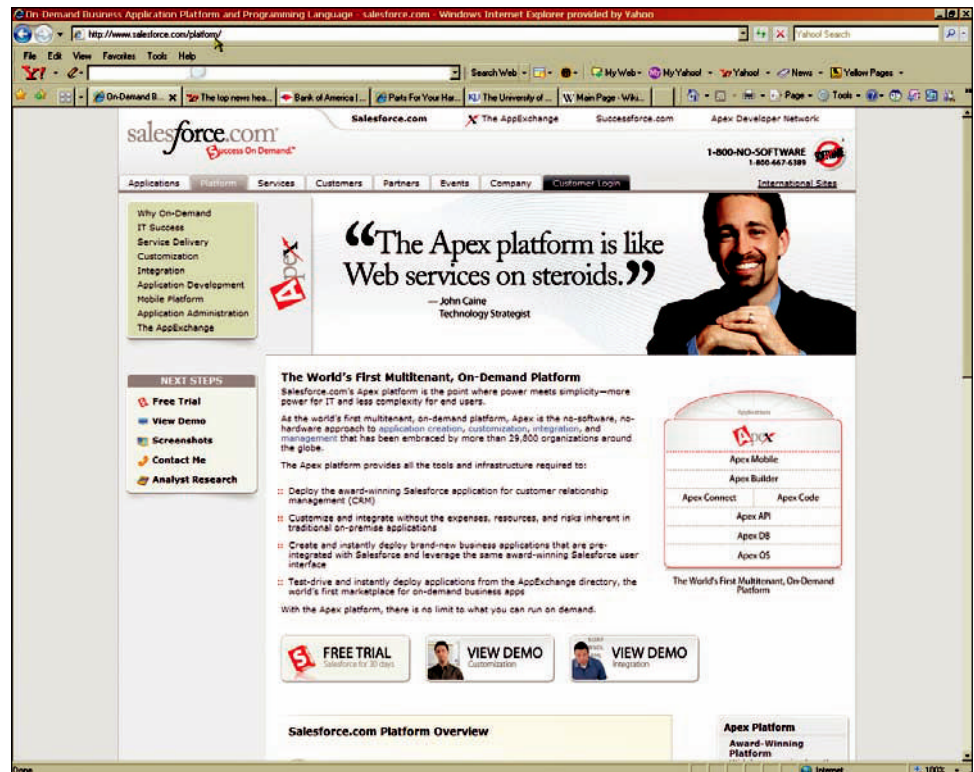 On-Demand Business Application Platform and Programming Language - salesforce.com - Windows Internet Explorer provided by Yahoo
http://www.salesforce.com/platform/
Yahoo! Search
File Edit View Favorites Tools Help
Y! Search Web My Web My Yahoo! Yahoo! News Yellow Pages
On-Demand B... The top news hea... Bank of America | ... Parts For Your Har... The University of ... Main Page - Wiki... Page Tools
Salesforce.com The AppExchange Successforce.com Apex Developer Network
salesforce.com
Success On Demand.™
1-800-NO-SOFTWARE
1-800-667-6389
Applications Platform Services Customers Partners Events Company Customer Login International Sites
Why On-Demand
IT Success
Service Delivery
Customization
Integration
Application Development
Mobile Platform
Application Administration
The AppExchange
Apex
“The Apex platform is like
Web services on steroids.”
— John Caine
Technology Strategist
NEXT STEPS
Free Trial
View Demo
Screenshots
Contact Me
Analyst Research
The World's First Multitenant, On-Demand Platform
Salesforce.com's Apex platform is the point where power meets simplicity—more
power for IT and less complexity for end users.
As the world's first multitenant, on-demand platform, Apex is the no-software, no-
hardware approach to application creation, customization, integration, and
management that has been embraced by more than 29,800 organizations around
the globe.
The Apex platform provides all the tools and infrastructure required to:
Deploy the award-winning Salesforce application for customer relationship
management (CRM)
Customize and integrate without the expenses, resources, and risks inherent in
traditional on-premise applications
Create and instantly deploy brand-new business applications that are pre-
integrated with Salesforce and leverage the same award-winning Salesforce user
interface
Test-drive and instantly deploy applications from the AppExchange directory, the
world's first marketplace for on-demand business apps
With the Apex platform, there is no limit to what you can run on demand.
Applications
Apex
Apex Mobile
Apex Builder
Apex Connect Apex Code
Apex API
Apex DB
Apex OS
The World's First Multitenant, On-Demand
Platform
FREE TRIAL
Salesforce for 30 days
VIEW DEMO
Customization
VIEW DEMO
Integration
Salesforce.com Platform Overview
Apex Platform
Award-Winning
Platform
Done Internet 100%